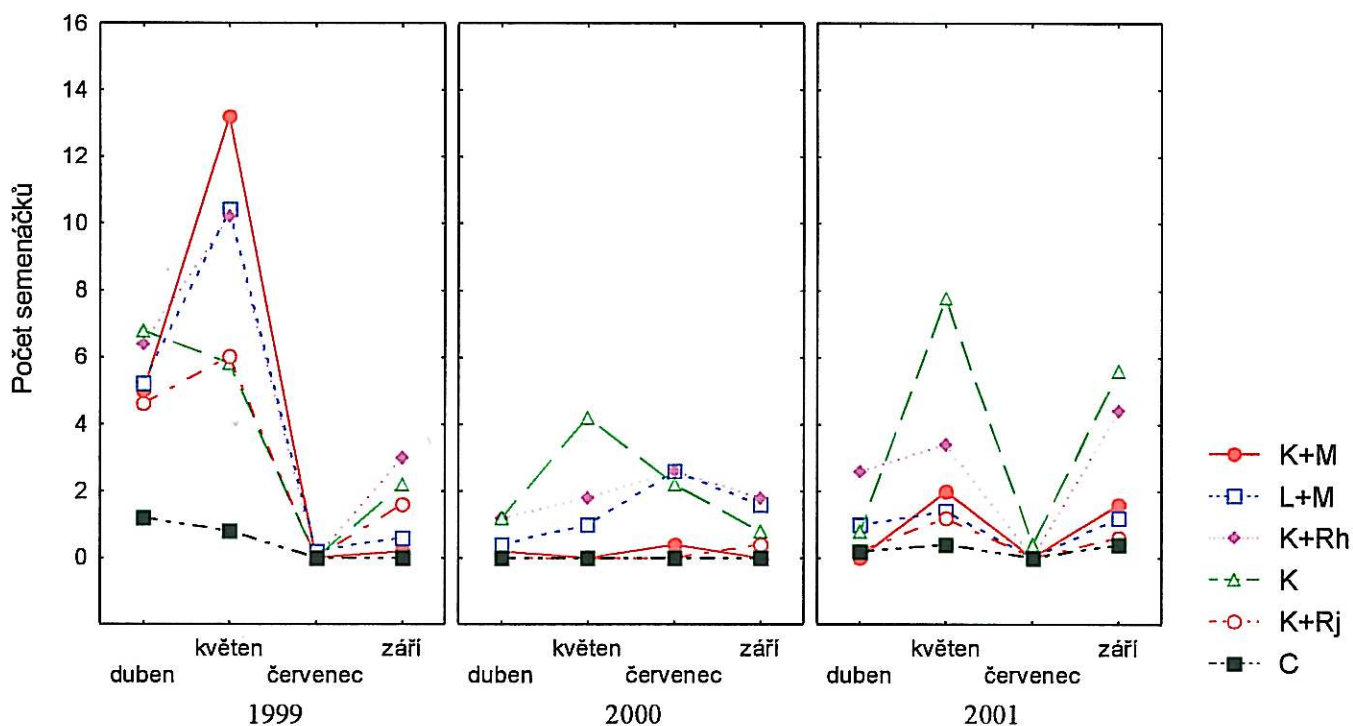 Počet semenáčků
16
14
12
10
8
6
4
2
0
duben květen červenec září
duben květen červenec září
duben květen červenec září
1999 2000 2001
K+M
L+M
K+Rh
K
K+Rj
C